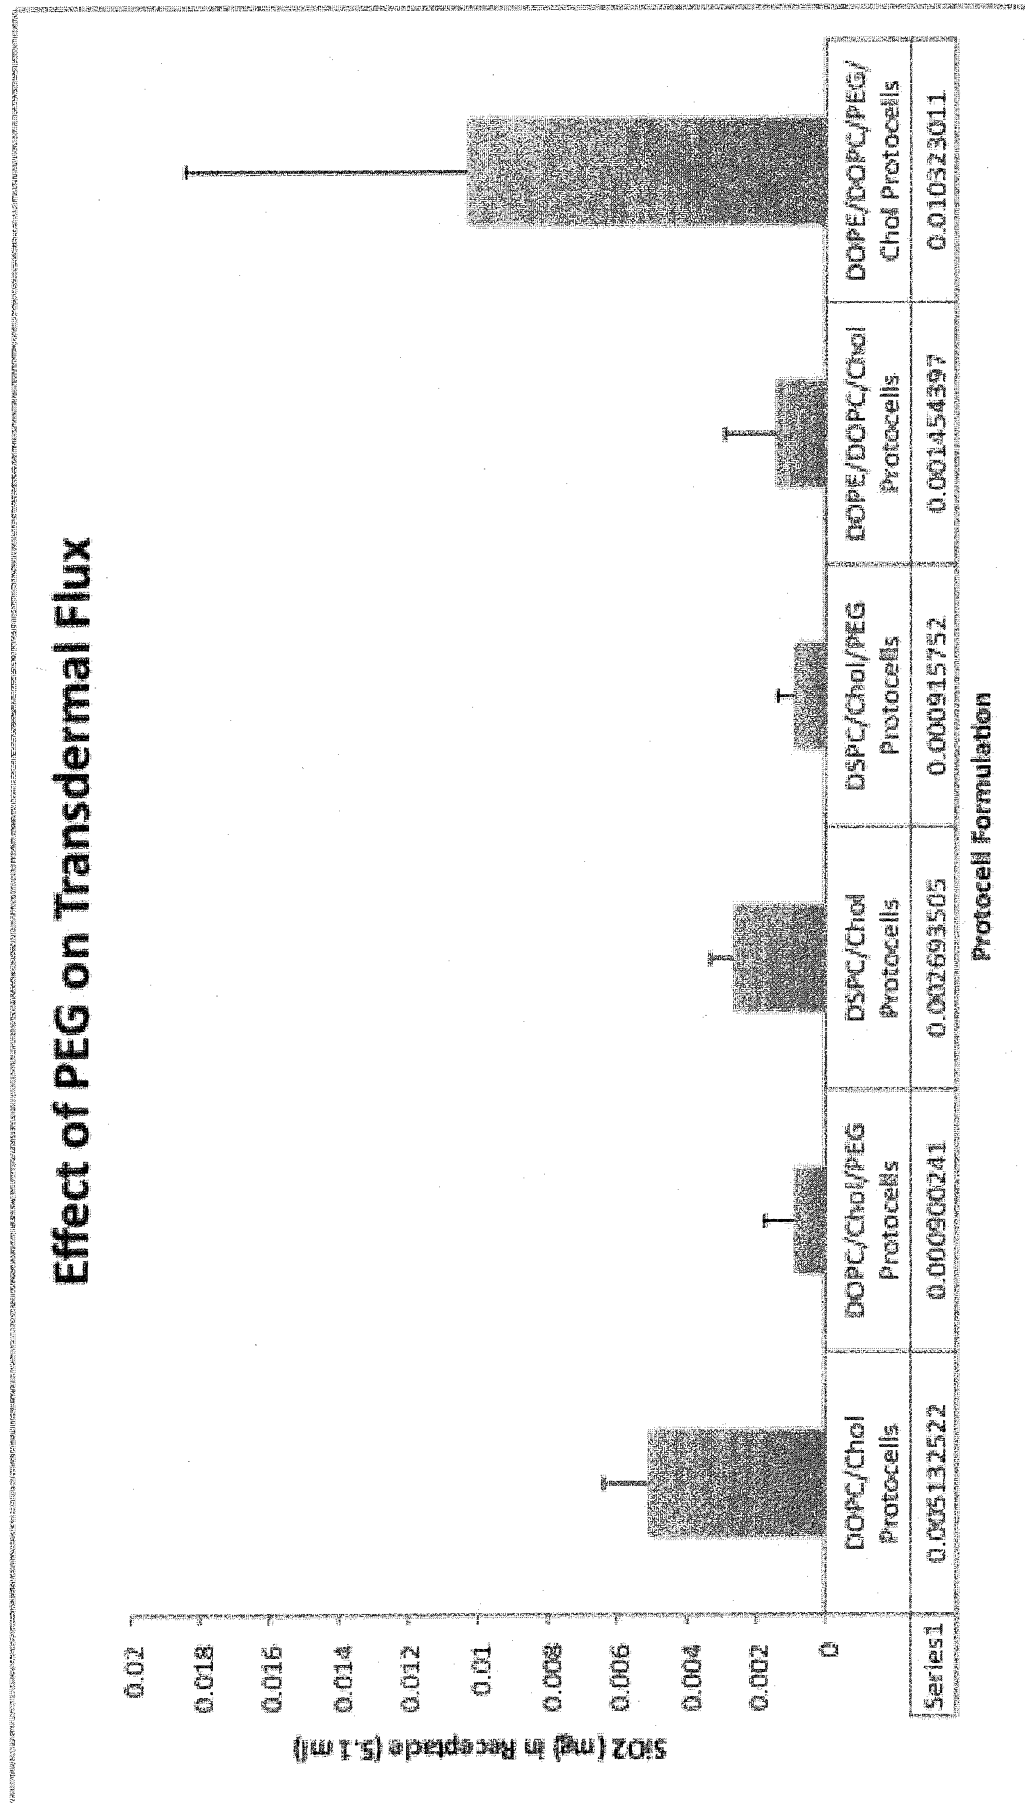 Effect of PEG on Transdermal Flux
SiO2 (mg) in Receptacle (5.1 ml)
0.02
0.018
0.016
0.014
0.012
0.01
0.008
0.006
0.004
0.002
0
DOPC/Chol
Protocells
DOPC/Chol/PEG
Protocells
DSPC/Chol
Protocells
DSPC/Chol/PEG
Protocells
DOPE/DOPC/Chol
Protocells
DOPE/DOPC/PEG/
Chol Protocells
Series1 0.005132522 0.000900241 0.002693505 0.000915752 0.001454397 0.010323011
Protocell Formulation